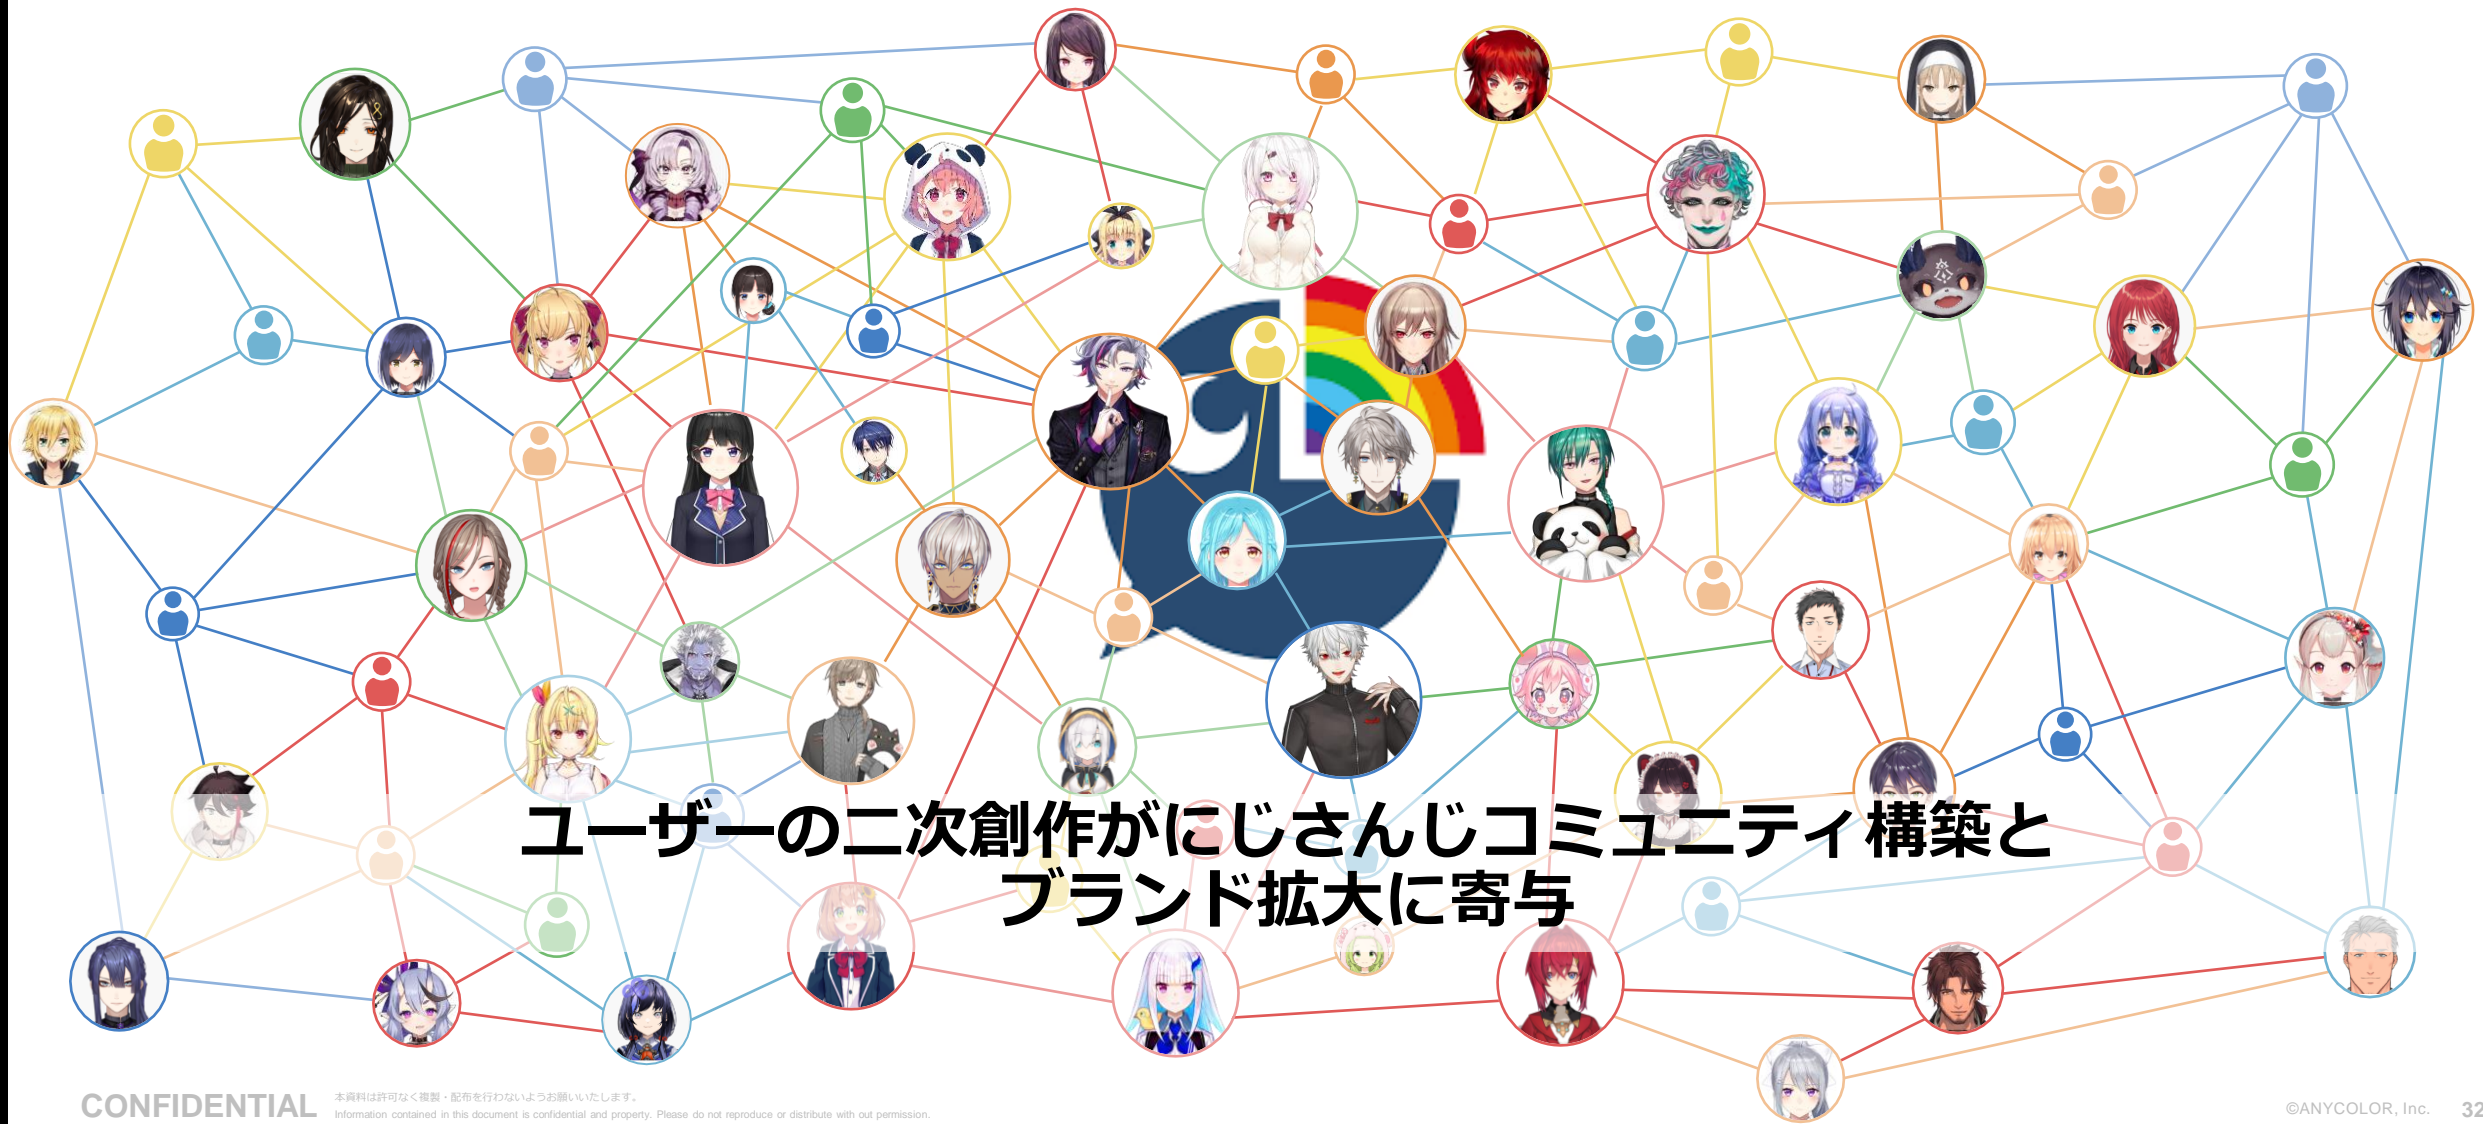 ユーザーの二次創作がにじさんじコミュニティ構築と
ブランド拡大に寄与
CONFIDENTIAL
本資料は許可なく複製・配布を行わないようお願いいたします。
Information contained in this document is confidential and property. Please do not reproduce or distribute with out permission.
©ANYCOLOR, Inc.
32